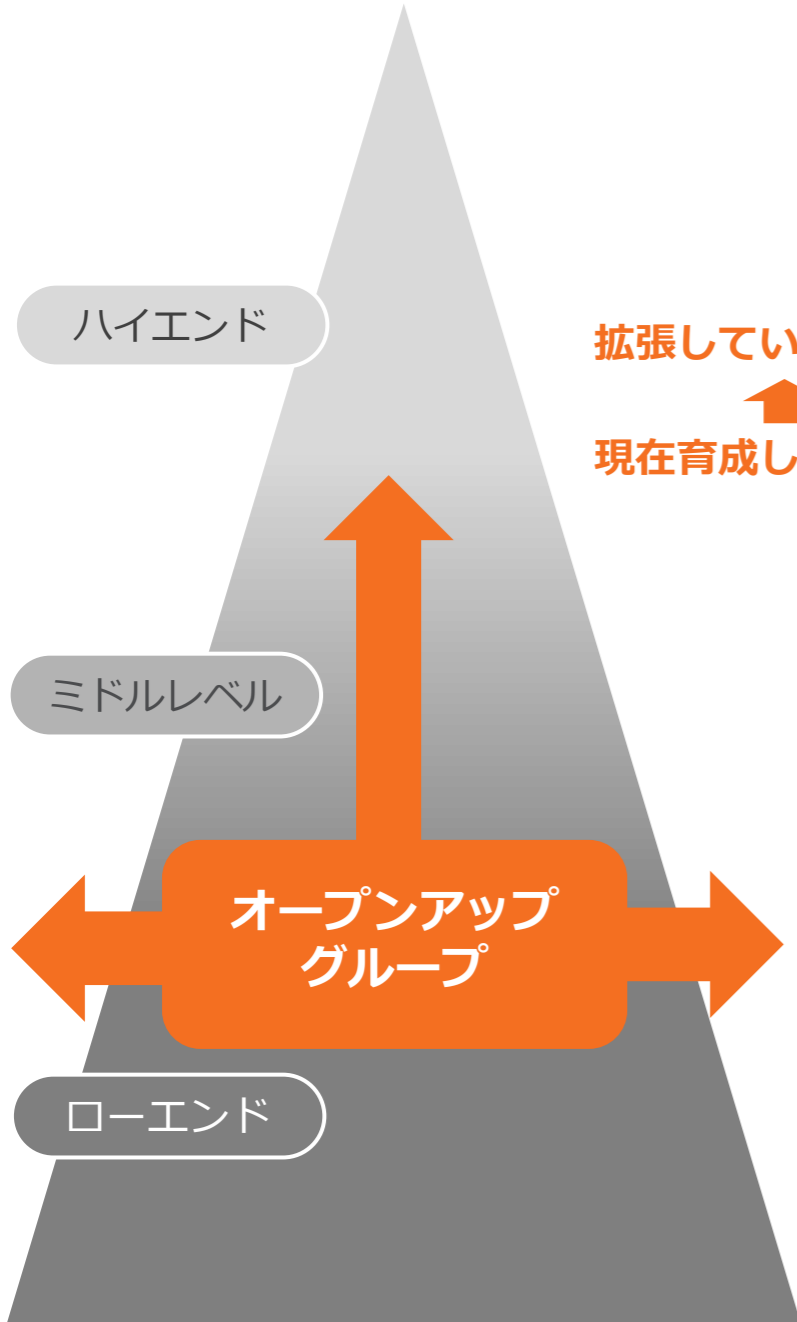 ハイエンド
拡張してい
現在育成し
ミドルレベル
オープンアップ
グループ
ローエンド